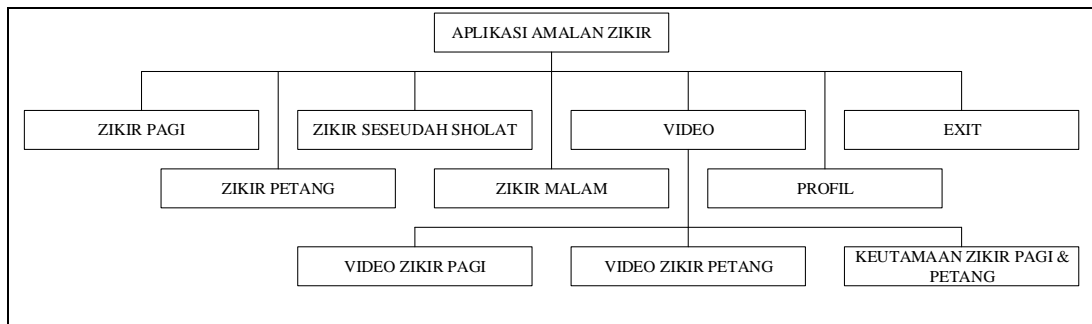 APLIKASI AMALAN ZIKIR
ZIKIR PAGI
ZIKIR SESEUDAH SHOLAT
VIDEO
EXIT
ZIKIR PETANG
ZIKIR MALAM
PROFIL
VIDEO ZIKIR PAGI
VIDEO ZIKIR PETANG
KEUTAMAAN ZIKIR PAGI &
PETANG